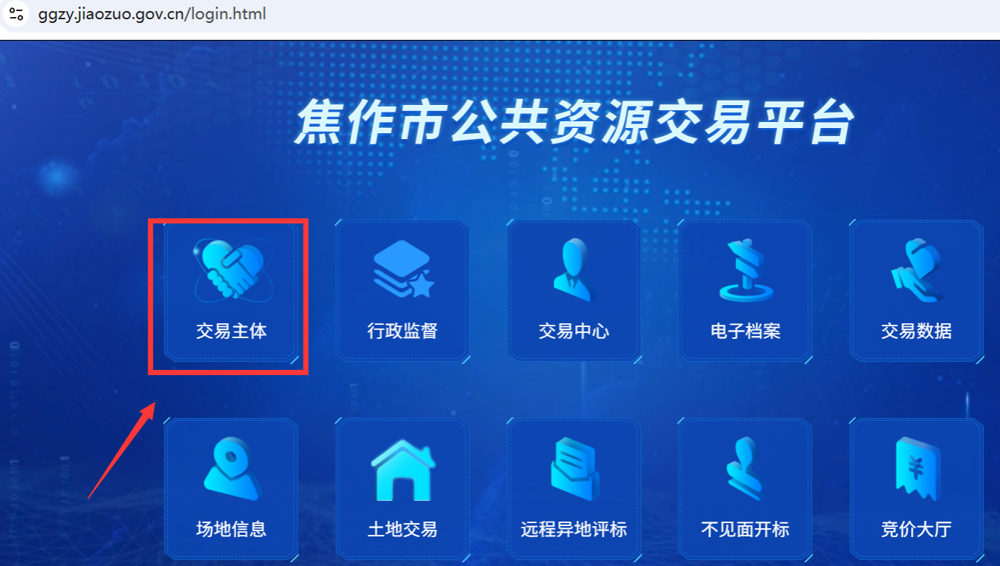 ggzy.jiaozuo.gov.cn/login.html
焦作市公共资源交易平台
交易主体 行政监督 交易中心 电子档案 交易数据
场地信息 土地交易 远程异地评标 不见面开标 竞价大厅